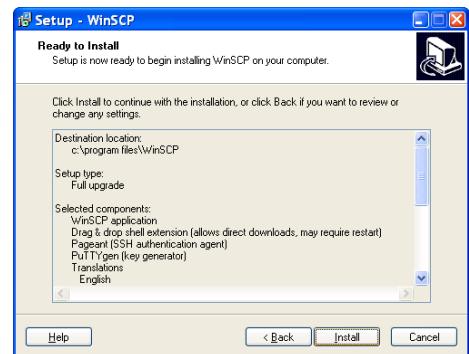 Setup - WinSCP
Ready to Install
Setup is now ready to begin installing WinSCP on your computer.
Click Install to continue with the installation, or click Back if you want to review or
change any settings.
Destination location:
c:\program files\WinSCP
Setup type:
Full upgrade
Selected components:
WinSCP application
Drag & drop shell extension (allows direct downloads, may require restart)
Pageant (SSH authentication agent)
PuTTYgen (key generator)
Translations
English
Help
< Back
Install
Cancel